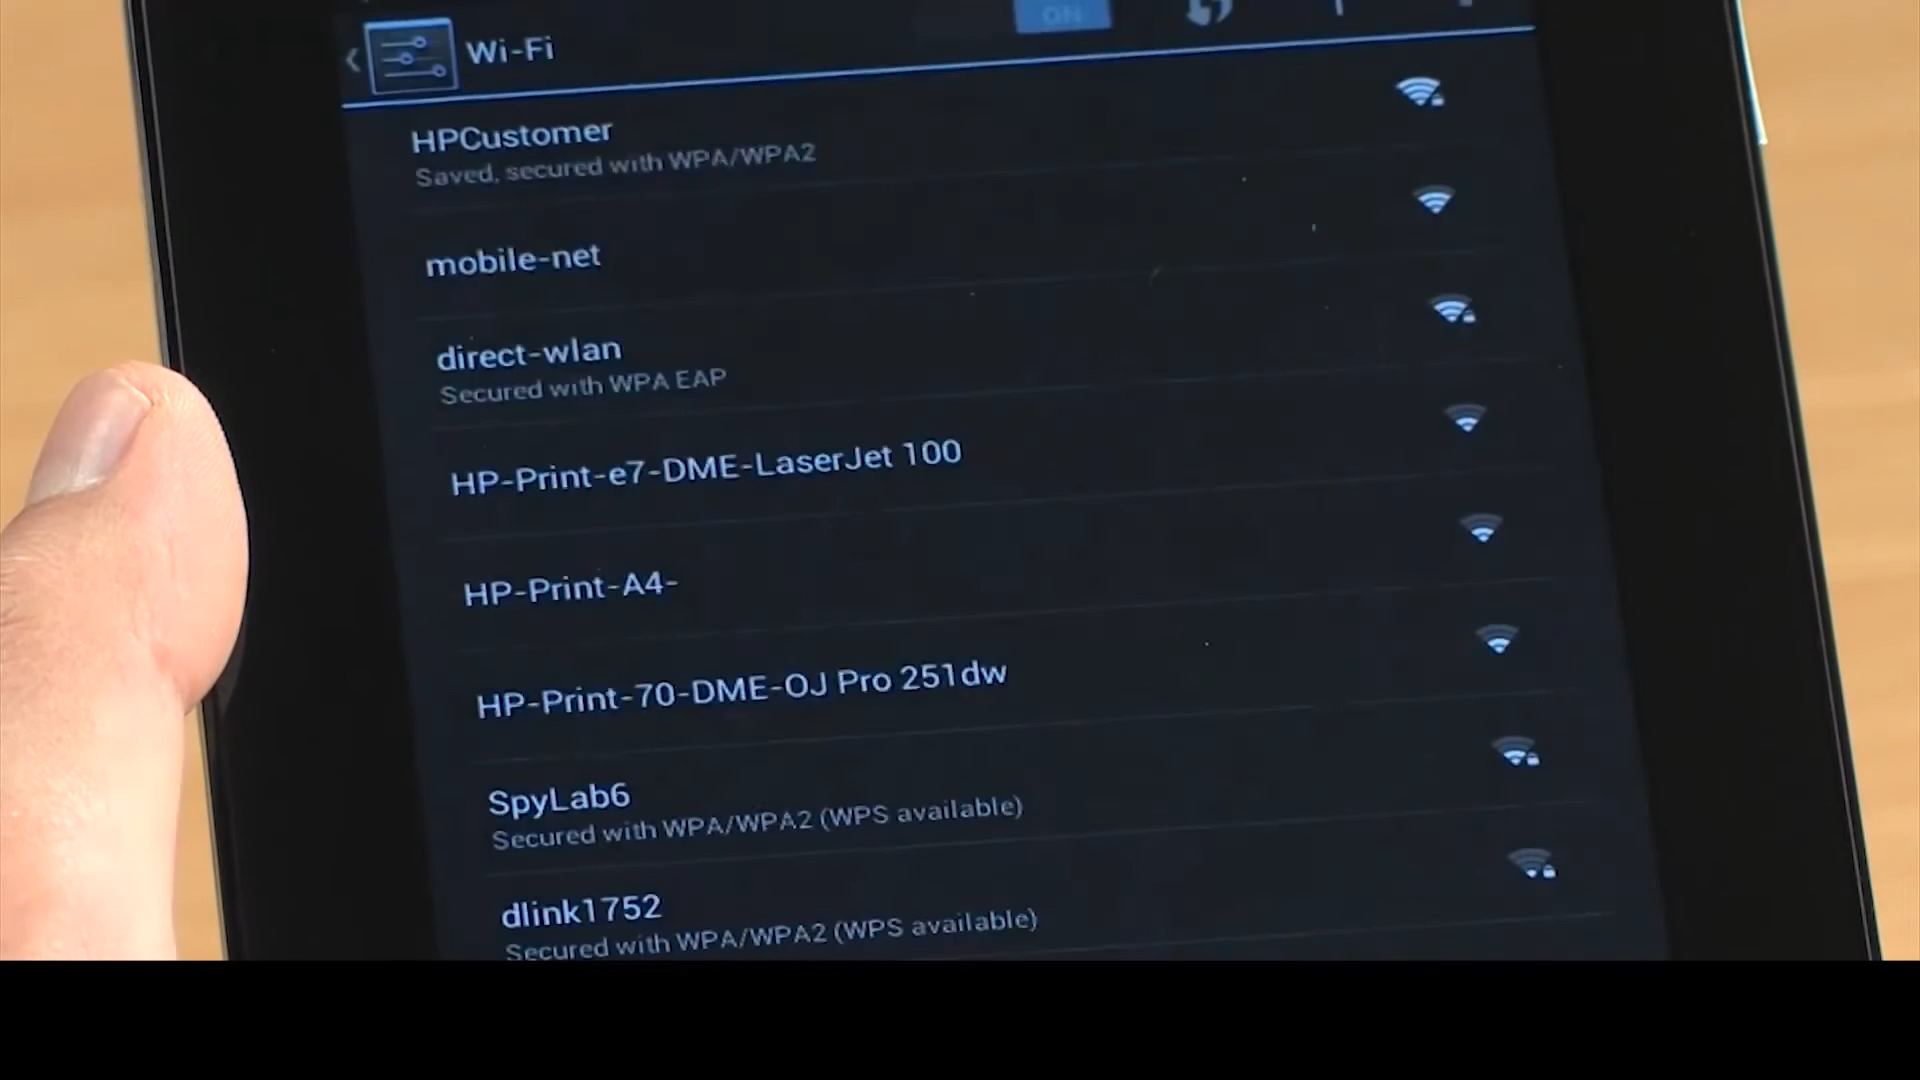 ON
Wi-Fi
HPCustomer
Saved, secured with WPA/WPA2
mobile-net
direct-wlan
Secured with WPA EAP
HP-Print-e7-DME-LaserJet 100
HP-Print-A4-
HP-Print-70-DME-OJ Pro 251dw
SpyLab6
Secured with WPA/WPA2 (WPS available)
dlink1752
Secured with WPA/WPA2 (WPS available)